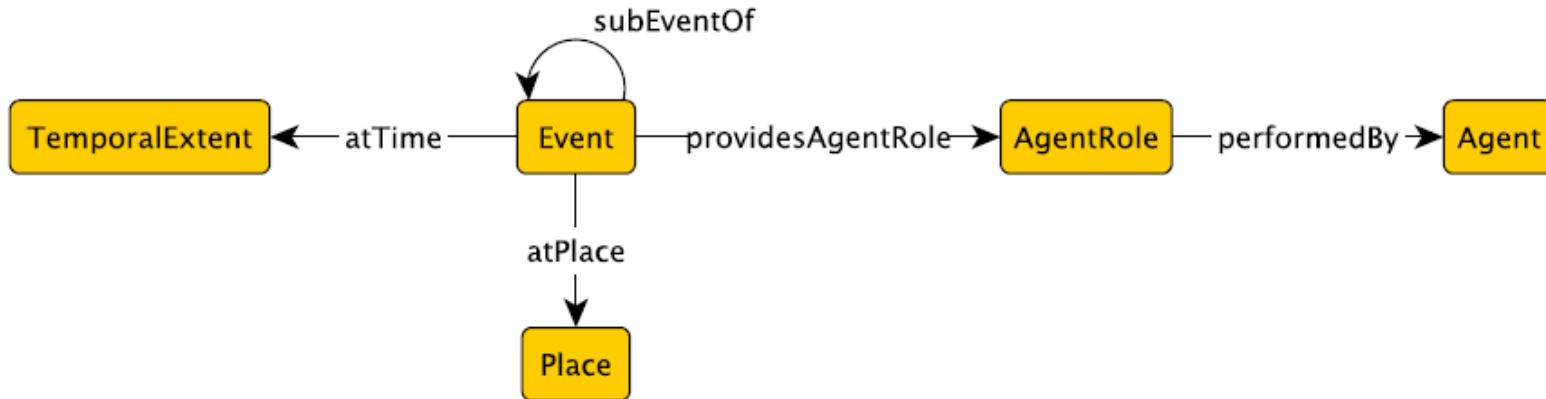 subEventOf
TemporalExtent atTime Event providesAgentRole AgentRole performedBy Agent
atPlace
Place